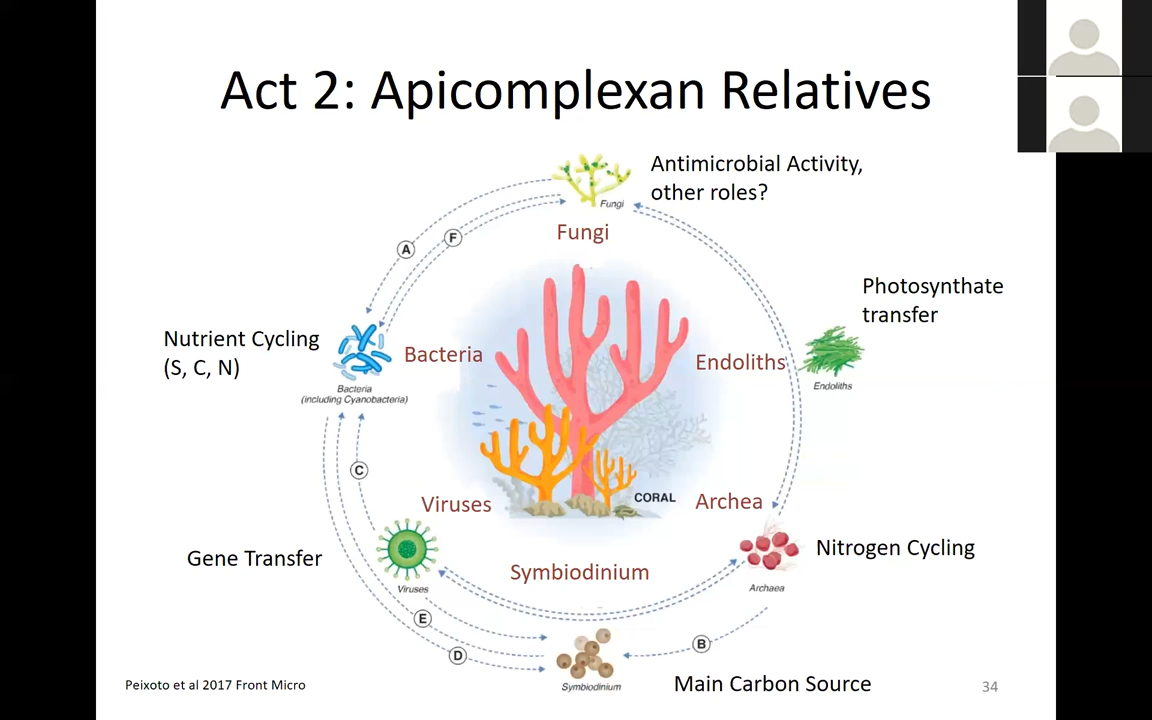 Act 2: Apicomplexan Relatives
Antimicrobial Activity,
other roles?
Fungi
Fungi
A
F
Photosynthate
transfer
Nutrient Cycling
(S, C, N)
Bacteria
Endoliths
Bacteria
(including Cyanobacteria)
Endoliths
C
Viruses
CORAL
Archea
Gene Transfer
Nitrogen Cycling
Symbiodinium
Viruses
Archaea
E
D
B
Symbiodinium
Main Carbon Source
Peixoto et al 2017 Front Micro
34